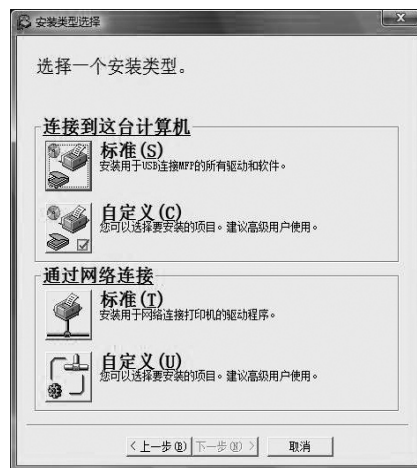 安装类型选择
选择一个安装类型。
连接到这台计算机
标准(S)
安装用于USB连接MFP的所有驱动和软件。
自定义(C)
您可以选择要安装的项目。建议高级用户使用。
通过网络连接
标准(T)
安装用于网络连接打印机的驱动程序。
自定义(U)
您可以选择要安装的项目。建议高级用户使用。
<上一步(B) 下一步(N)> 取消